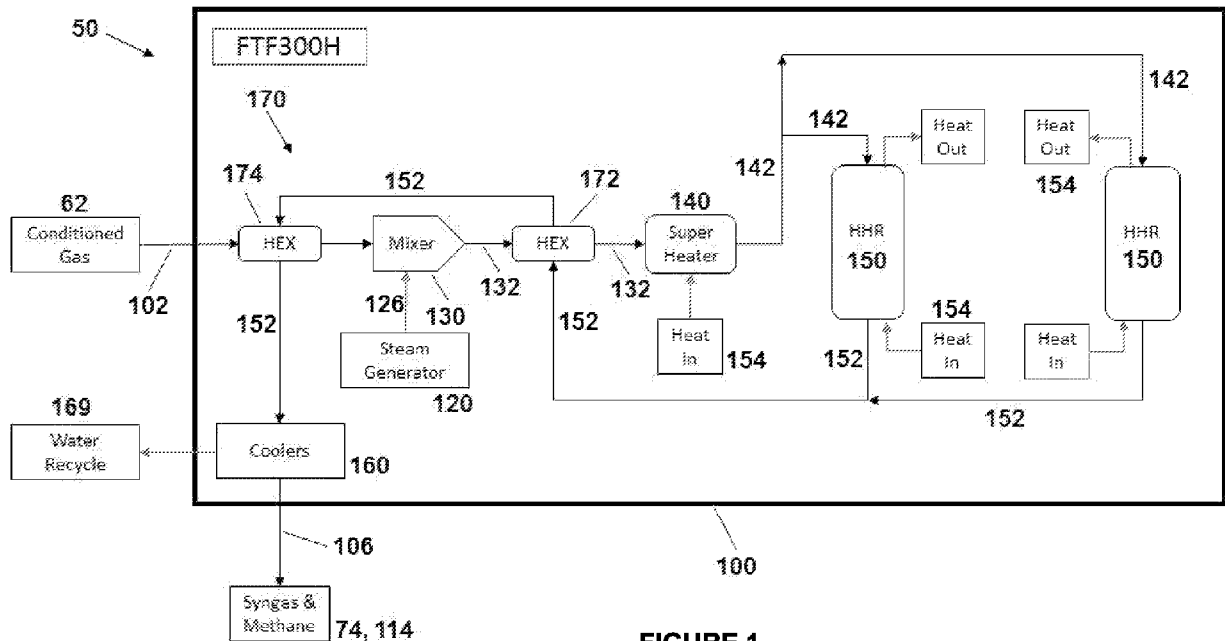 50
FTF300H
170
142
142
142
Heat
Out
Heat
Out
154
174
152
172
62
Conditioned
Gas
HEX
Mixer
HEX
140
Super
Heater
HHR
150
HHR
150
102
132
132
126
130
152
152
Steam
Generator
120
Heat
In
154
152
154
Heat
In
Heat
In
152
169
Water
Recycle
Coolers
160
106
100
Syngas &
Methane
74, 114
FIGURE 1